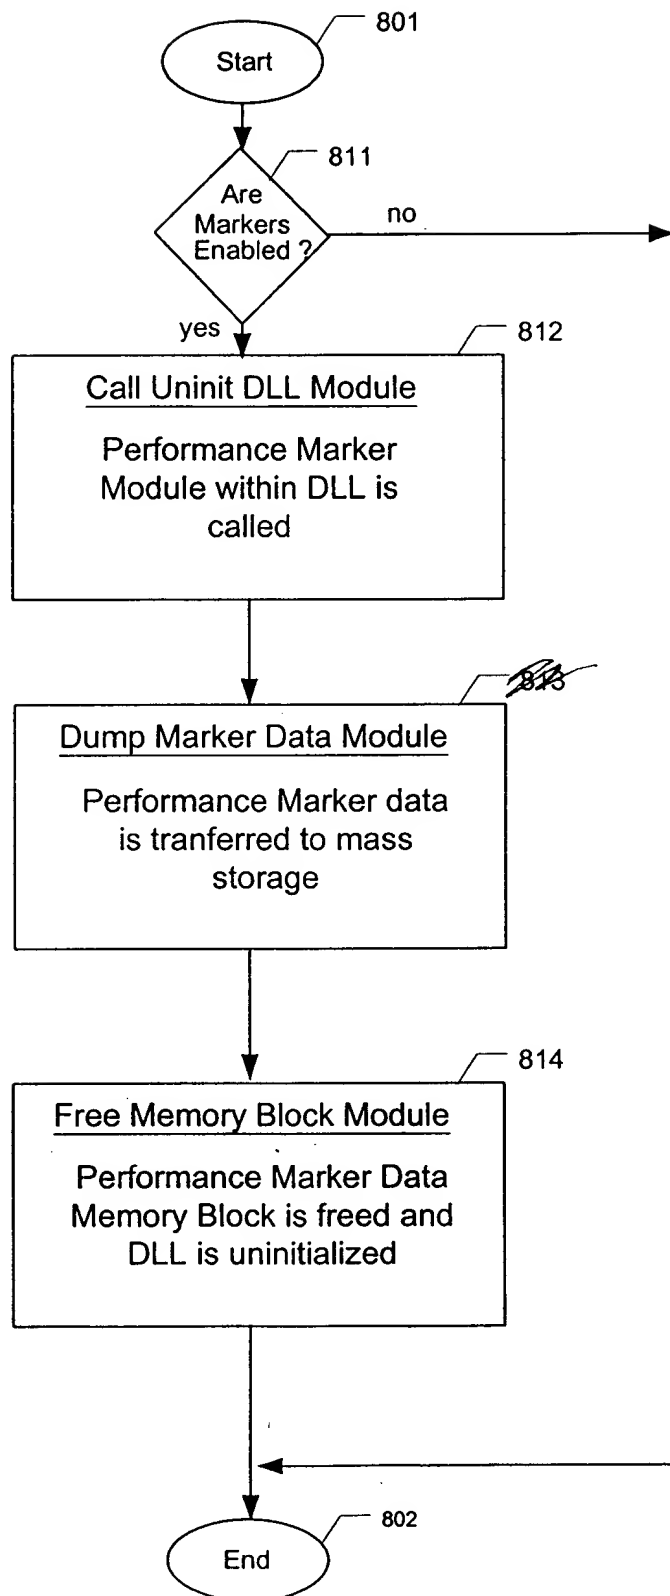 801
Start
811
Are
Markers
Enabled ?
no
yes
812
Call Uninit DLL Module
Performance Marker
Module within DLL is
called
813
Dump Marker Data Module
Performance Marker data
is tranferred to mass
storage
814
Free Memory Block Module
Performance Marker Data
Memory Block is freed and
DLL is uninitialized
802
End